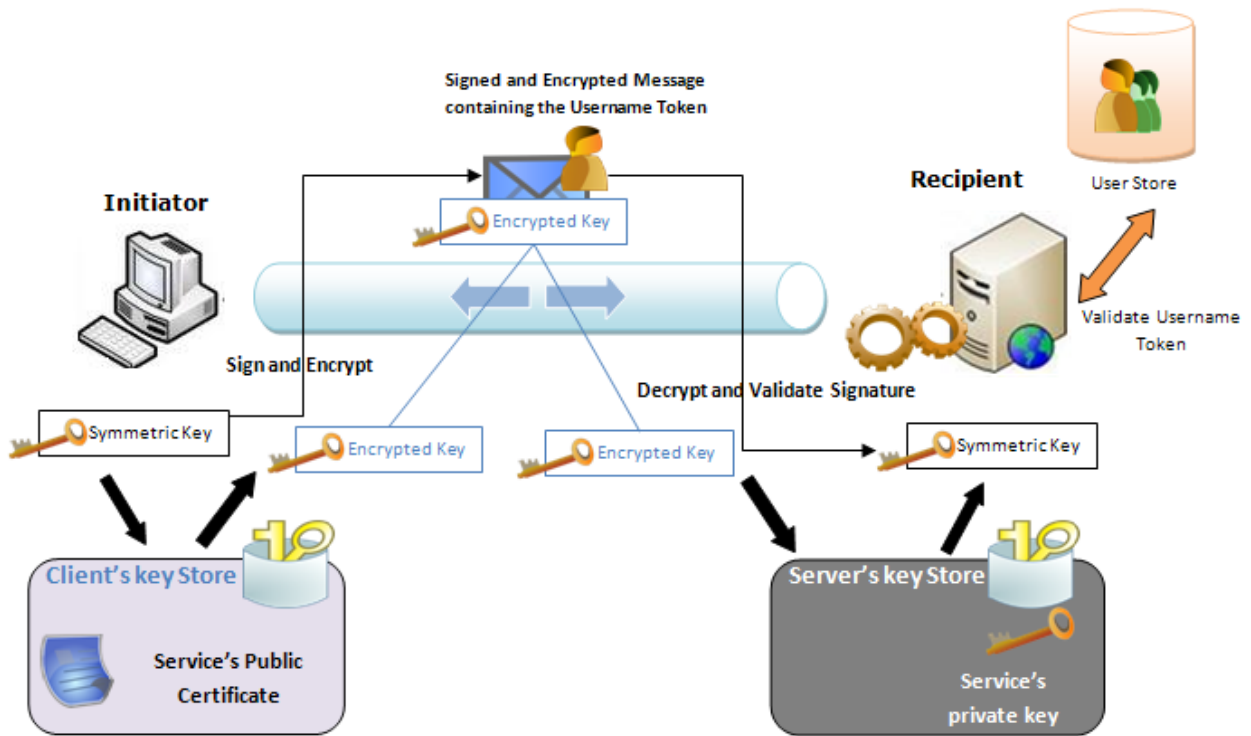 Signed and Encrypted Message
containing the Username Token
User Store
Recipient
Initiator
Encrypted Key
Validate Username
Token
Sign and Encrypt
Decrypt and Validate Signature
Symmetric Key
Encrypted Key
Encrypted Key
Symmetric Key
Client's key Store
Server's key Store
Service's Public
Certificate
Service's
private key